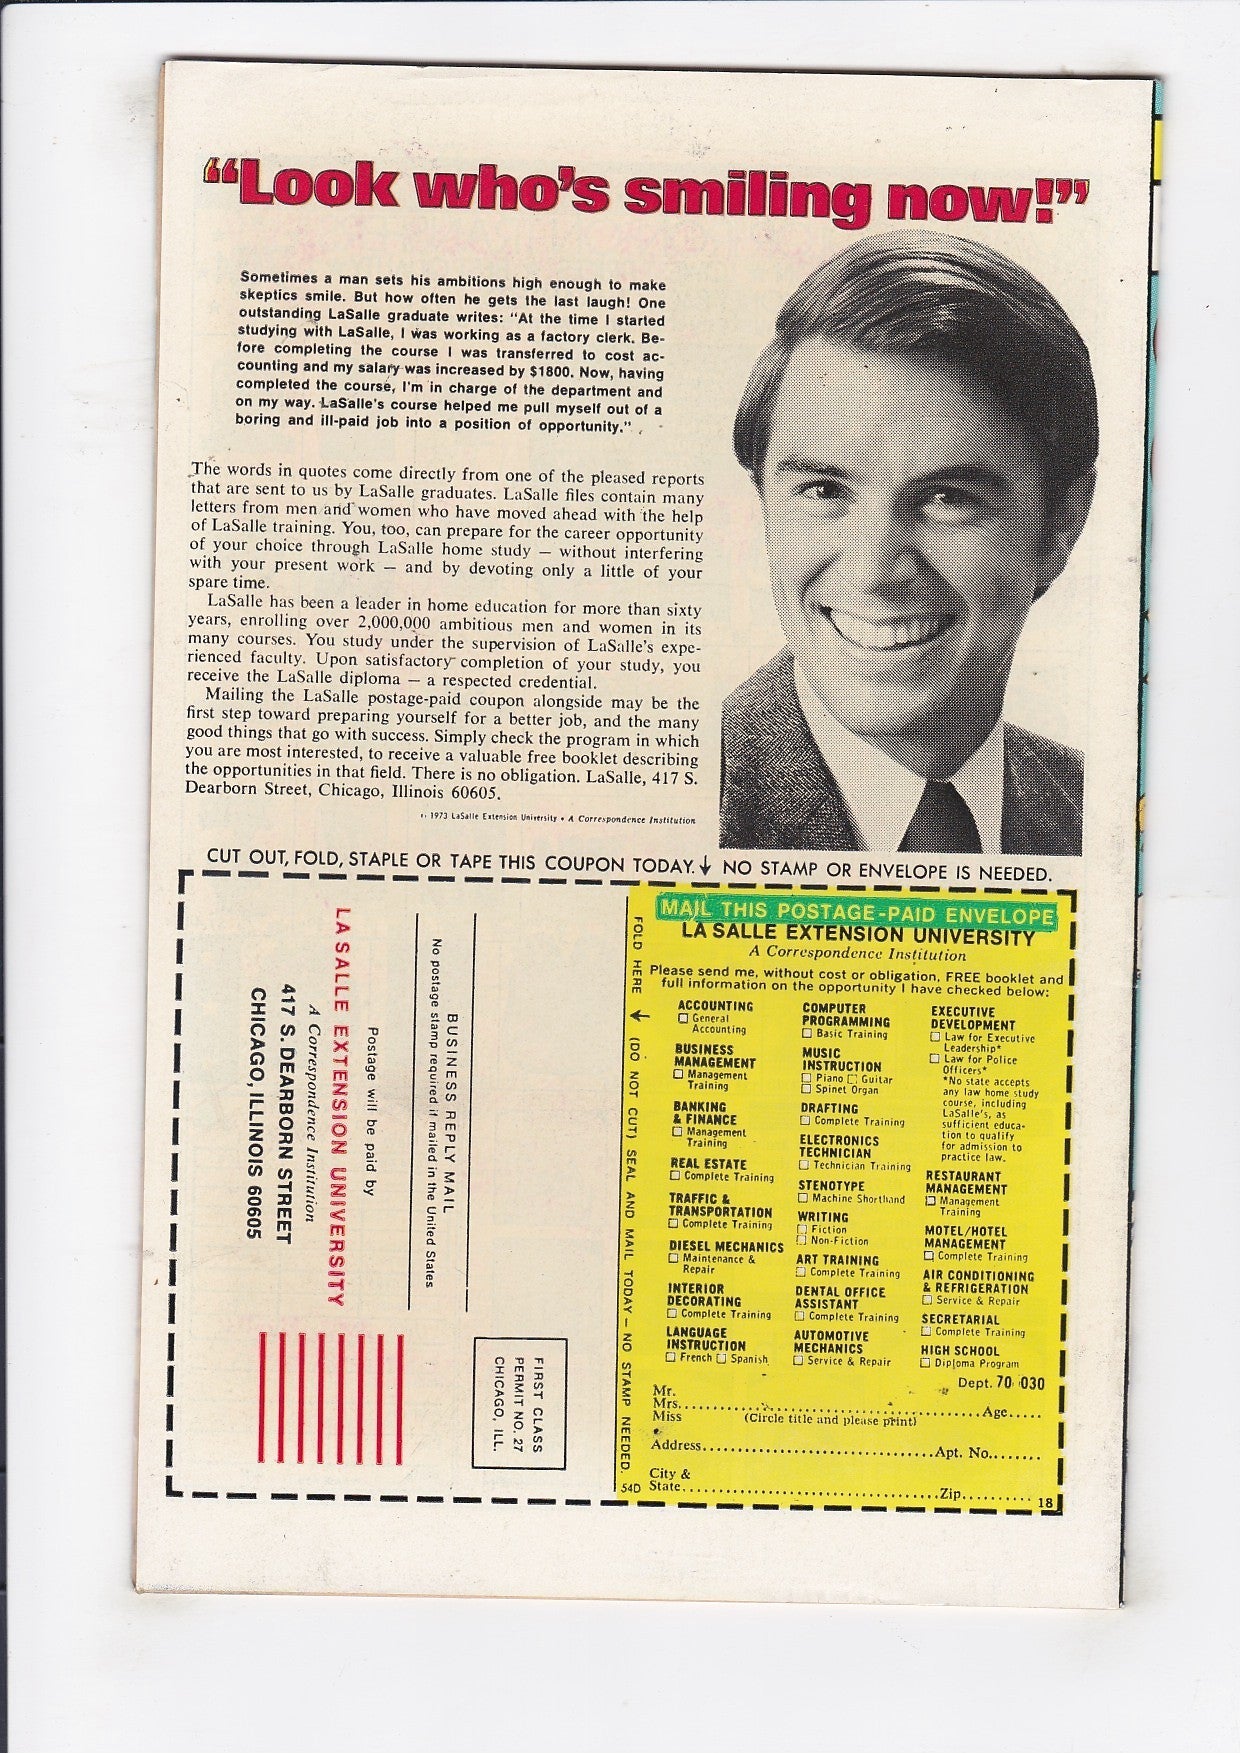 “Look who’s smiling now!”
Sometimes a man sets his ambitions high enough to make
skeptics smile. But how often he gets the last laugh! One
outstanding LaSalle graduate writes: “At the time I started
studying with LaSalle, I was working as a factory clerk. Be-
fore completing the course I was transferred to cost ac-
counting and my salary was increased by $1800. Now, having
completed the course, I’m in charge of the department and
on my way. LaSalle’s course helped me pull myself out of a
boring and ill-paid job into a position of opportunity.”
The words in quotes come directly from one of the pleased reports
that are sent to us by LaSalle graduates. LaSalle files contain many
letters from men and women who have moved ahead with the help
of LaSalle training. You, too, can prepare for the career opportunity
of your choice through LaSalle home study — without interfering
with your present work — and by devoting only a little of your
spare time.
LaSalle has been a leader in home education for more than sixty
years, enrolling over 2,000,000 ambitious men and women in its
many courses. You study under the supervision of LaSalle’s expe-
rienced faculty. Upon satisfactory completion of your study, you
receive the LaSalle diploma — a respected credential.
Mailing the LaSalle postage-paid coupon alongside may be the
first step toward preparing yourself for a better job, and the many
good things that go with success. Simply check the program in which
you are most interested, to receive a valuable free booklet describing
the opportunities in that field. There is no obligation. LaSalle, 417 S.
Dearborn Street, Chicago, Illinois 60605.
1973 LaSalle Extension University • A Correspondence Institution
CUT OUT, FOLD, STAPLE OR TAPE THIS COUPON TODAY.↓ NO STAMP OR ENVELOPE IS NEEDED.
FIRST CLASS
PERMIT NO. 27
CHICAGO, ILL.
BUSINESS REPLY MAIL
No postage stamp required if mailed in the United States
Postage will be paid by
LA SALLE EXTENSION UNIVERSITY
A Correspondence Institution
417 S. DEARBORN STREET
CHICAGO, ILLINOIS 60605
FOLD HERE ↓ (DO NOT CUT) SEAL AND MAIL TODAY — NO STAMP NEEDED.
54D
MAIL THIS POSTAGE-PAID ENVELOPE
LA SALLE EXTENSION UNIVERSITY
A Correspondence Institution
Please send me, without cost or obligation, FREE booklet and
full information on the opportunity I have checked below:
ACCOUNTING
☐ General
Accounting
BUSINESS
MANAGEMENT
☐ Management
Training
BANKING
& FINANCE
☐ Management
Training
REAL ESTATE
☐ Complete Training
TRAFFIC &
TRANSPORTATION
☐ Complete Training
DIESEL MECHANICS
☐ Maintenance &
Repair
INTERIOR
DECORATING
☐ Complete Training
LANGUAGE
INSTRUCTION
☐ French ☐ Spanish
COMPUTER
PROGRAMMING
☐ Basic Training
MUSIC
INSTRUCTION
☐ Piano ☐ Guitar
☐ Spinet Organ
DRAFTING
☐ Complete Training
ELECTRONICS
TECHNICIAN
☐ Technician Training
STENOTYPE
☐ Machine Shorthand
WRITING
☐ Fiction
☐ Non-Fiction
ART TRAINING
☐ Complete Training
DENTAL OFFICE
ASSISTANT
☐ Complete Training
AUTOMOTIVE
MECHANICS
☐ Service & Repair
EXECUTIVE
DEVELOPMENT
☐ Law for Executive
Leadership*
☐ Law for Police
Officers*
*No state accepts
any law home study
course, including
LaSalle’s, as
sufficient educa-
tion to qualify
for admission to
practice law.
RESTAURANT
MANAGEMENT
☐ Management
Training
MOTEL/HOTEL
MANAGEMENT
☐ Complete Training
AIR CONDITIONING
& REFRIGERATION
☐ Service & Repair
SECRETARIAL
☐ Complete Training
HIGH SCHOOL
☐ Diploma Program
Dept. 70-030
Mr.
Mrs. Age
Miss (Circle title and please print)
Address Apt. No.
City &
State Zip
18